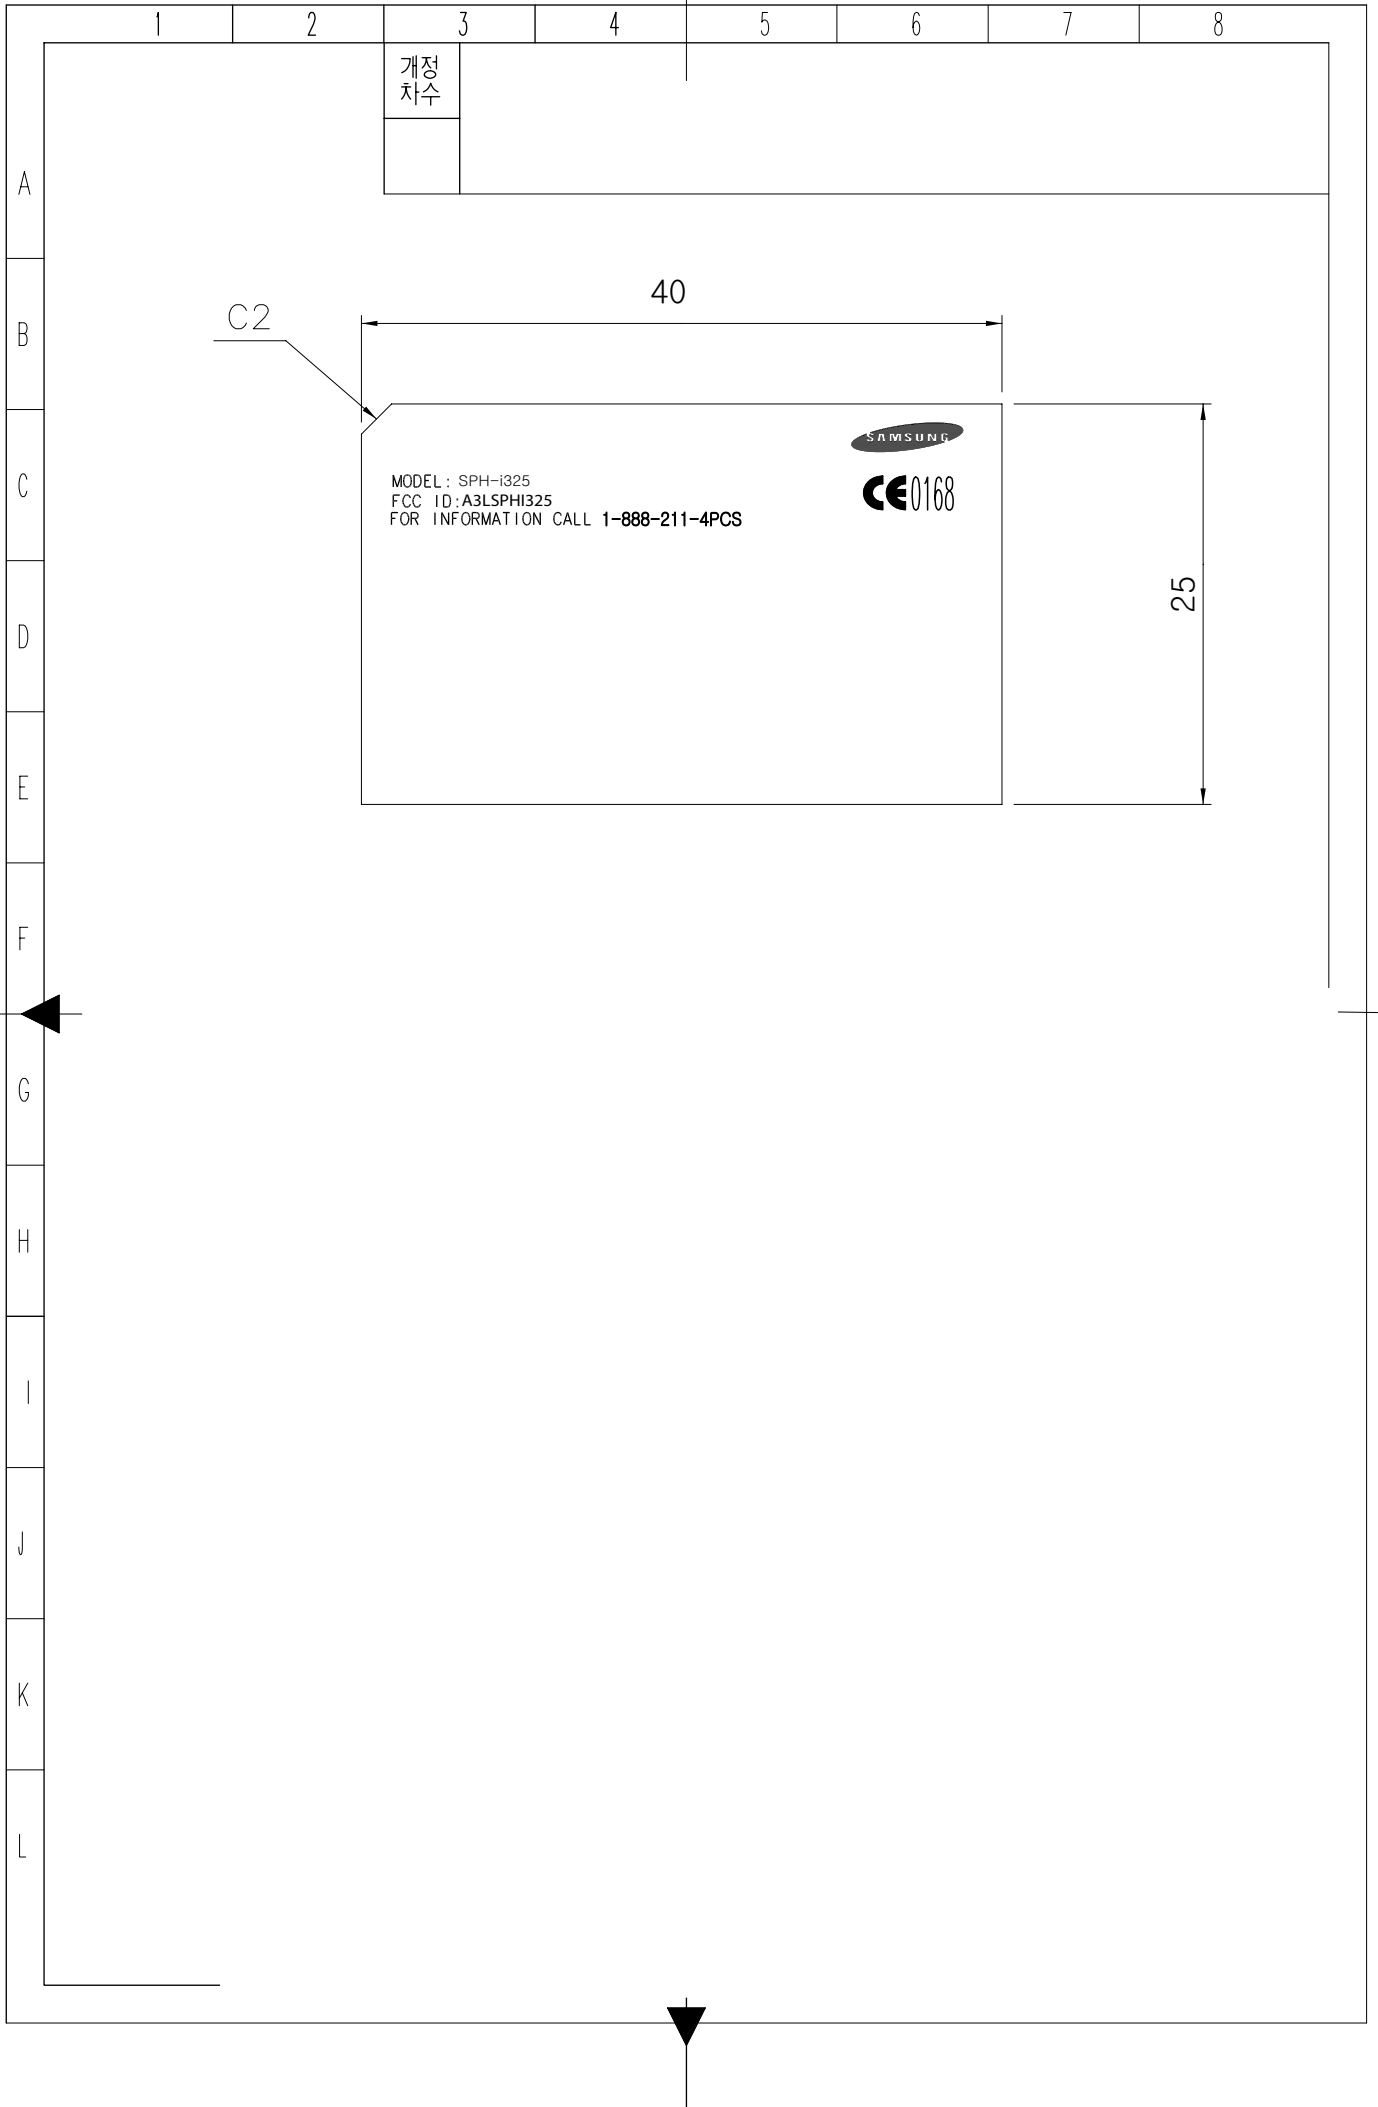 1 2 3 4 5 6 7 8
개정
차수
A
40
C2
B
SAMSUNG
MODEL: SPH-i325
C
CE0168
FCC ID:A3LSPHI325
FOR INFORMATION CALL 1-888-211-4PCS
25
D
E
F
G
H
I
J
K
L